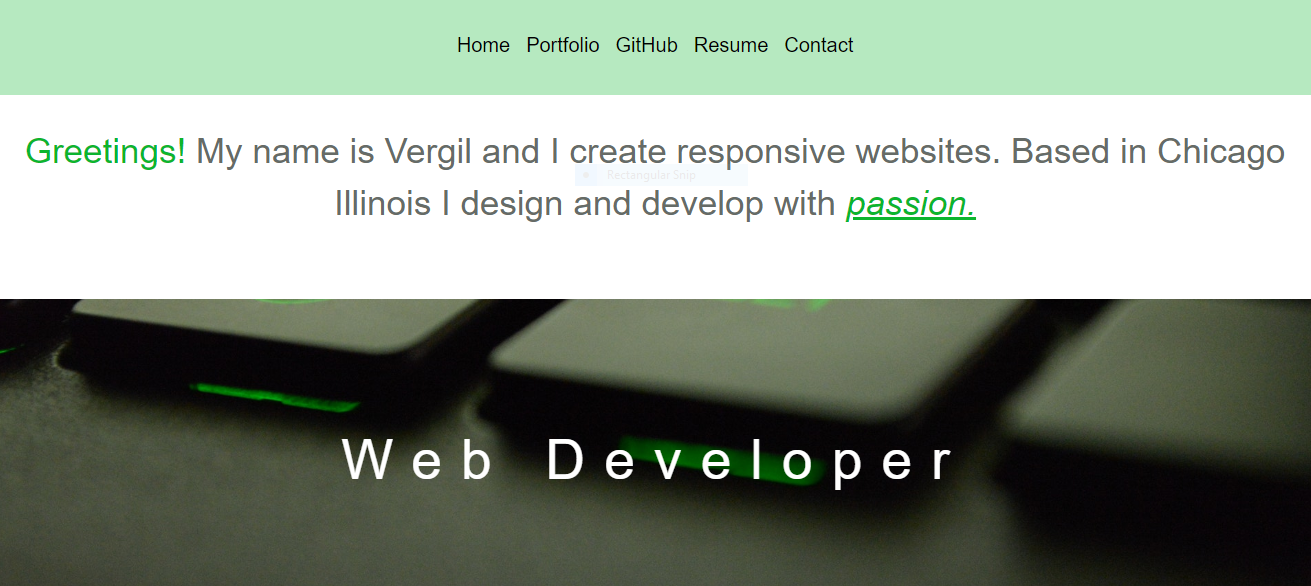 Home Portfolio GitHub Resume Contact
Greetings! My name is Vergil and I create responsive websites. Based in Chicago
Rectangular Snip
Illinois I design and develop with passion.
Web Developer